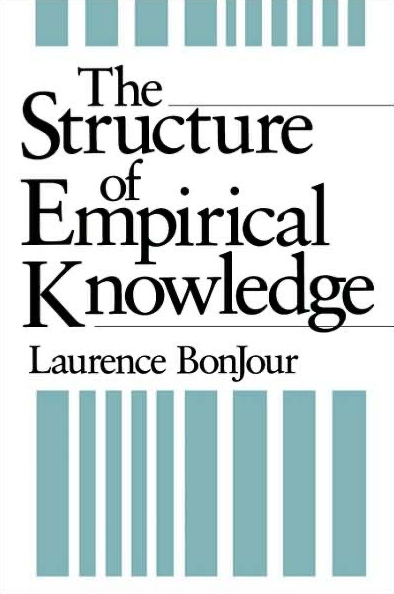 The
Structure
of
Empirical
Knowledge
Laurence BonJour